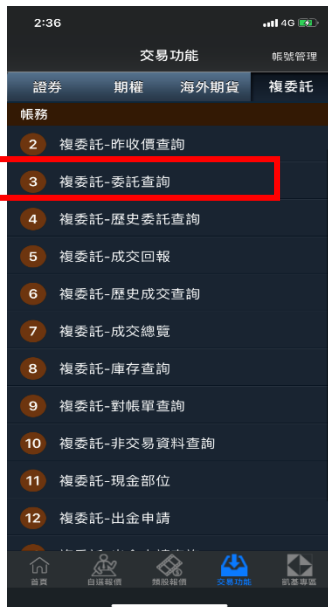 2:36
4G
交易功能
帳號管理
證券 期權 海外期貨 複委託
帳務
2 複委託-昨收價查詢
3 複委託-委託查詢
4 複委託-歷史委託查詢
5 複委託-成交回報
6 複委託-歷史成交查詢
7 複委託-成交總覽
8 複委託-庫存查詢
9 複委託-對帳單查詢
10 複委託-非交易資料查詢
11 複委託-現金部位
12 複委託-出金申請
首頁 自選報價 類股報價 交易功能 凱基專區